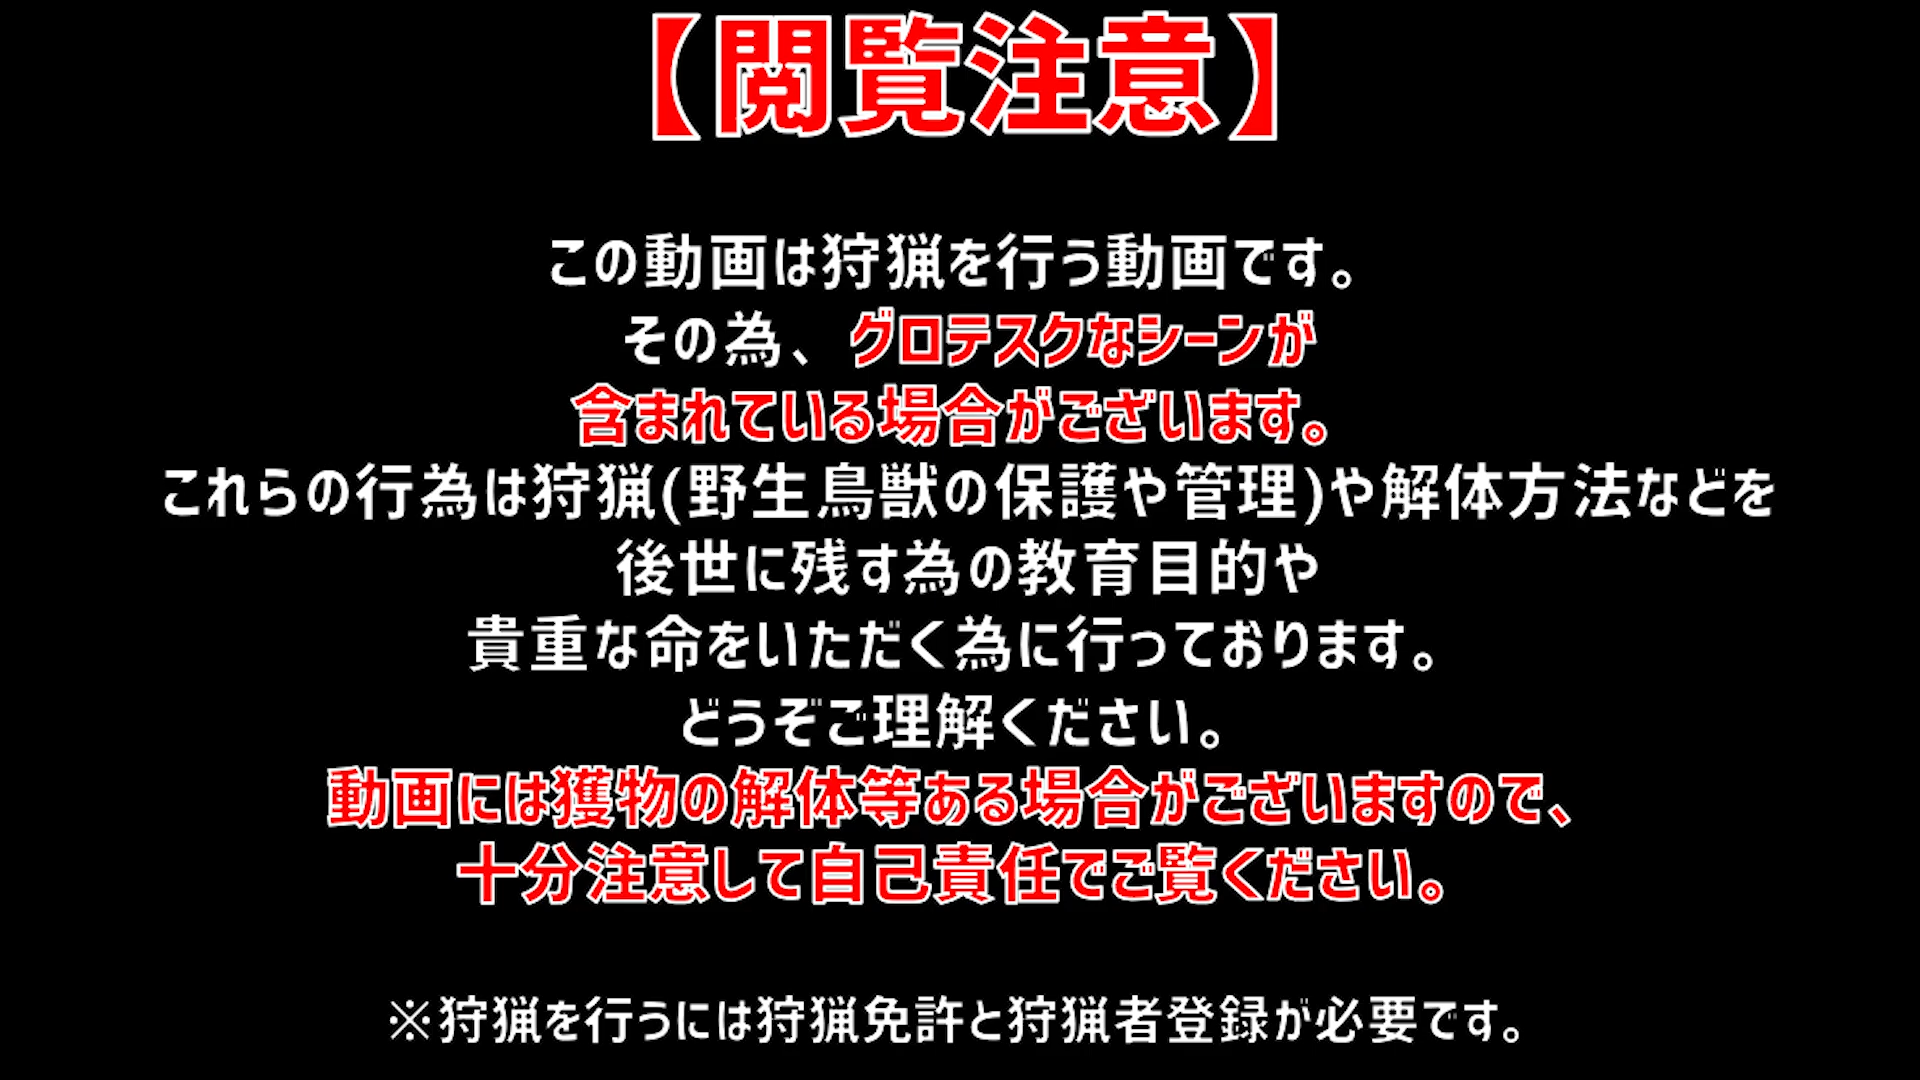 【閲覧注意】
この動画は狩猟を行う動画です。
その為、グロテスクなシーンが
含まれている場合がございます。
これらの行為は狩猟(野生鳥獣の保護や管理)や解体方法などを
後世に残す為の教育目的や
貴重な命をいただく為に行っております。
どうぞご理解ください。
動画には獲物の解体等ある場合がございますので、
十分注意して自己責任でご覧ください。
※狩猟を行うには狩猟免許と狩猟者登録が必要です。